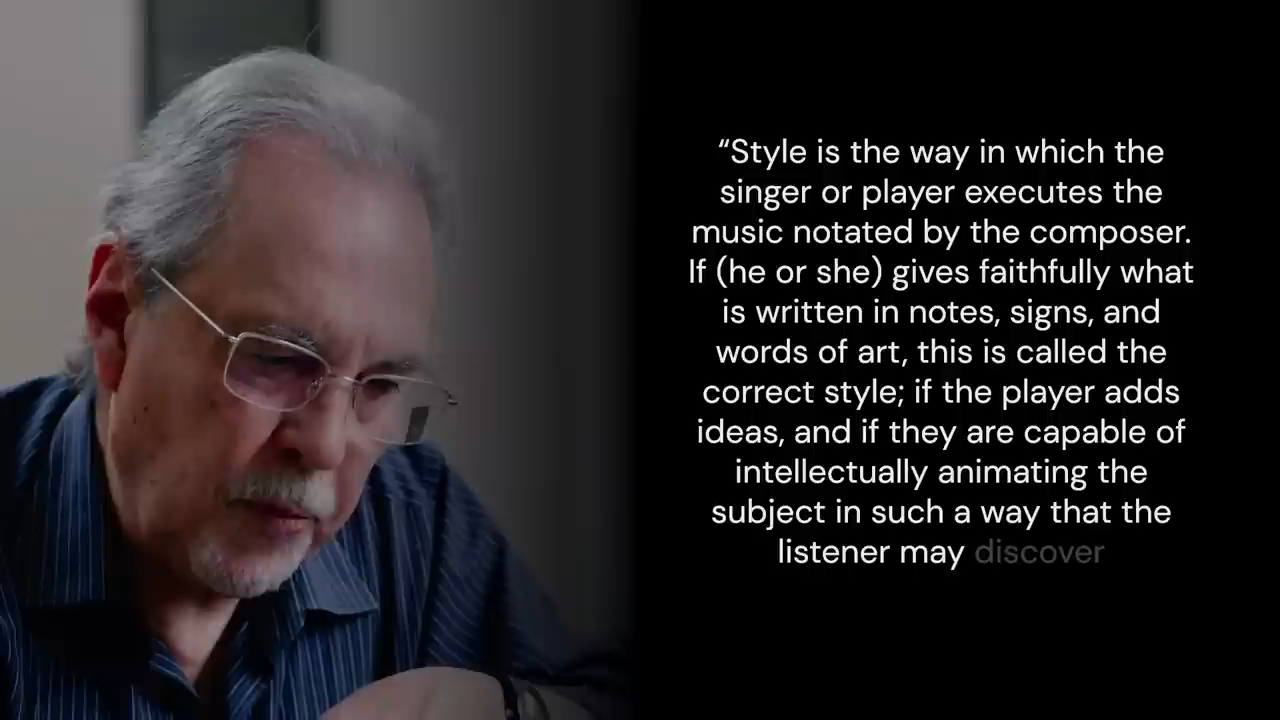 “Style is the way in which the
singer or player executes the
music notated by the composer.
If (he or she) gives faithfully what
is written in notes, signs, and
words of art, this is called the
correct style; if the player adds
ideas, and if they are capable of
intellectually animating the
subject in such a way that the
listener may discover